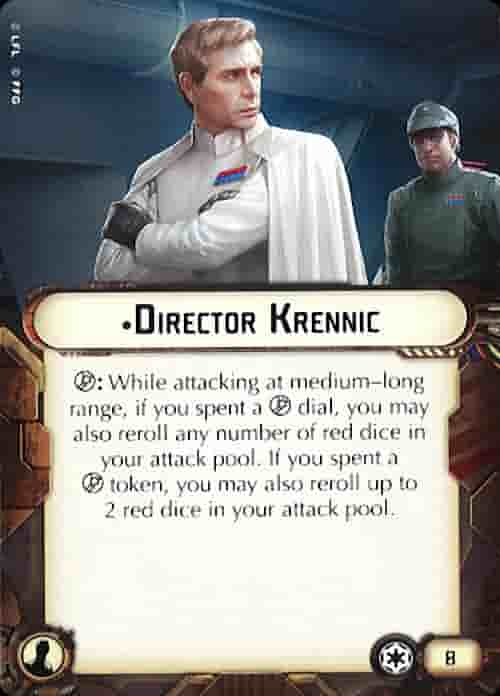 © LFL © FFG
•DIRECTOR KRENNIC
: While attacking at medium–long
range, if you spent a dial, you may
also reroll any number of red dice in
your attack pool. If you spent a
token, you may also reroll up to
2 red dice in your attack pool.
8